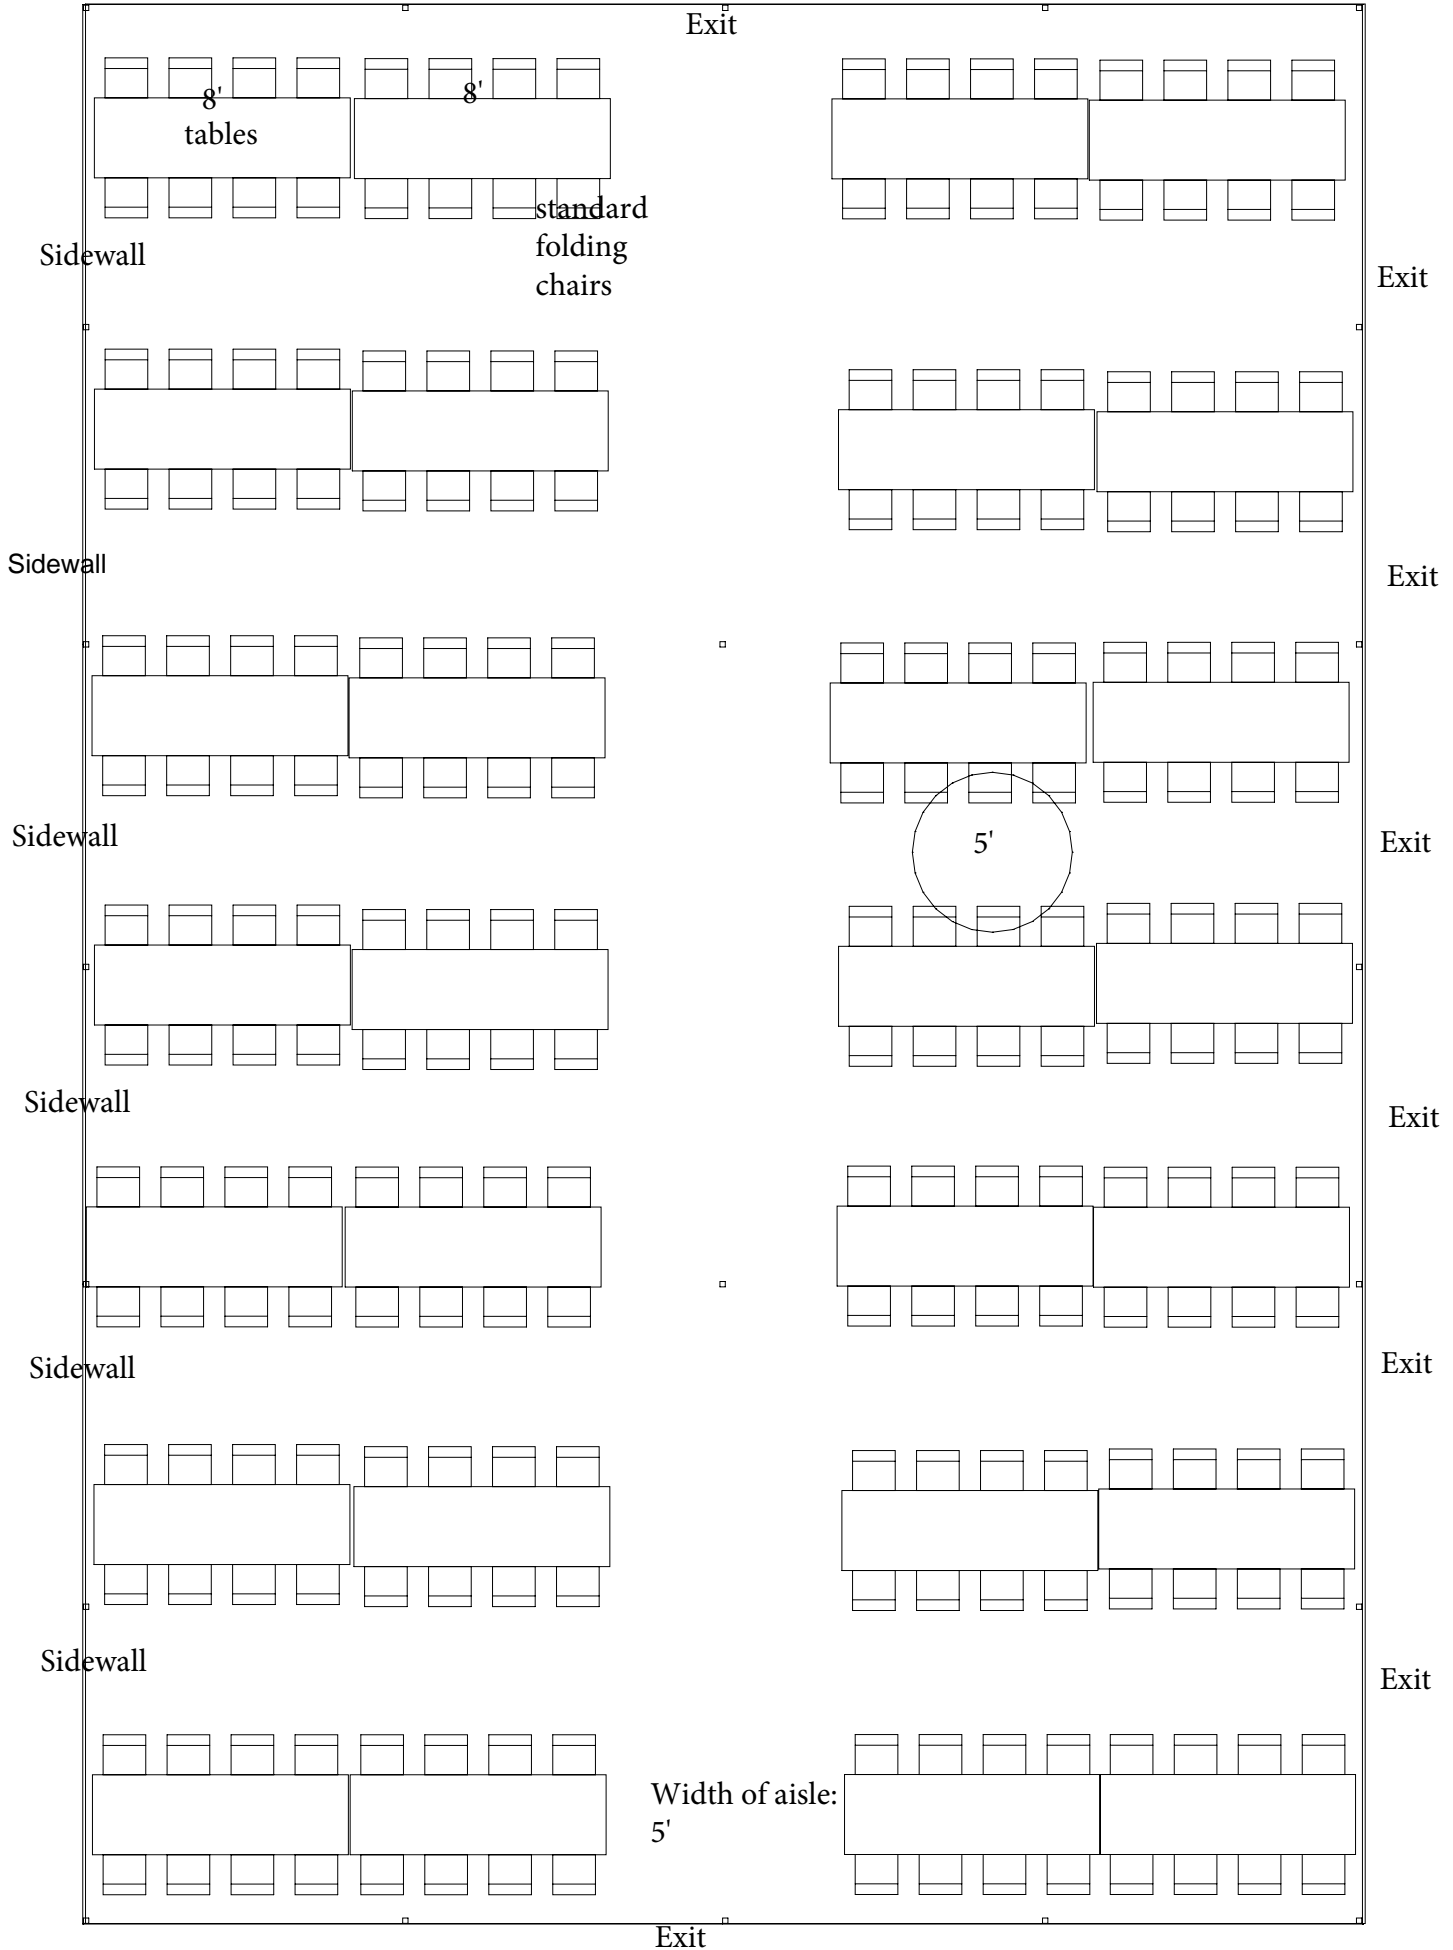 Exit
8'
8'
tables
standard
folding
chairs
Sidewall
Exit
Sidewall
Exit
Sidewall
5'
Exit
Sidewall
Exit
Sidewall
Exit
Sidewall
Exit
Width of aisle:
5'
Exit